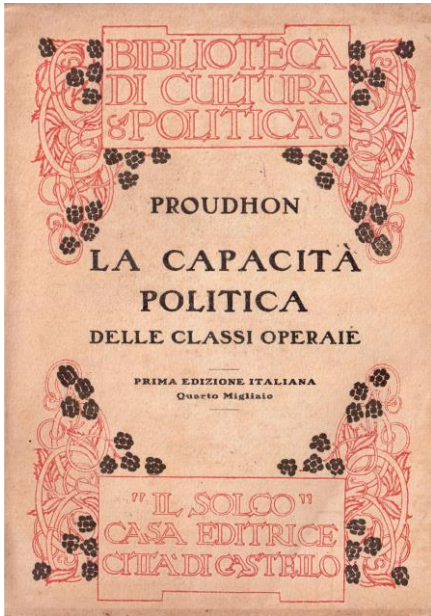 BIBLIOTECA
DI CULTURA
POLITICA
PROUDHON
LA CAPACITÀ
POLITICA
DELLE CLASSI OPERAIE
PRIMA EDIZIONE ITALIANA
Quarto Migliaio
"IL SOLCO"
CASA EDITRICE
CITTÀ DI CASTELLO